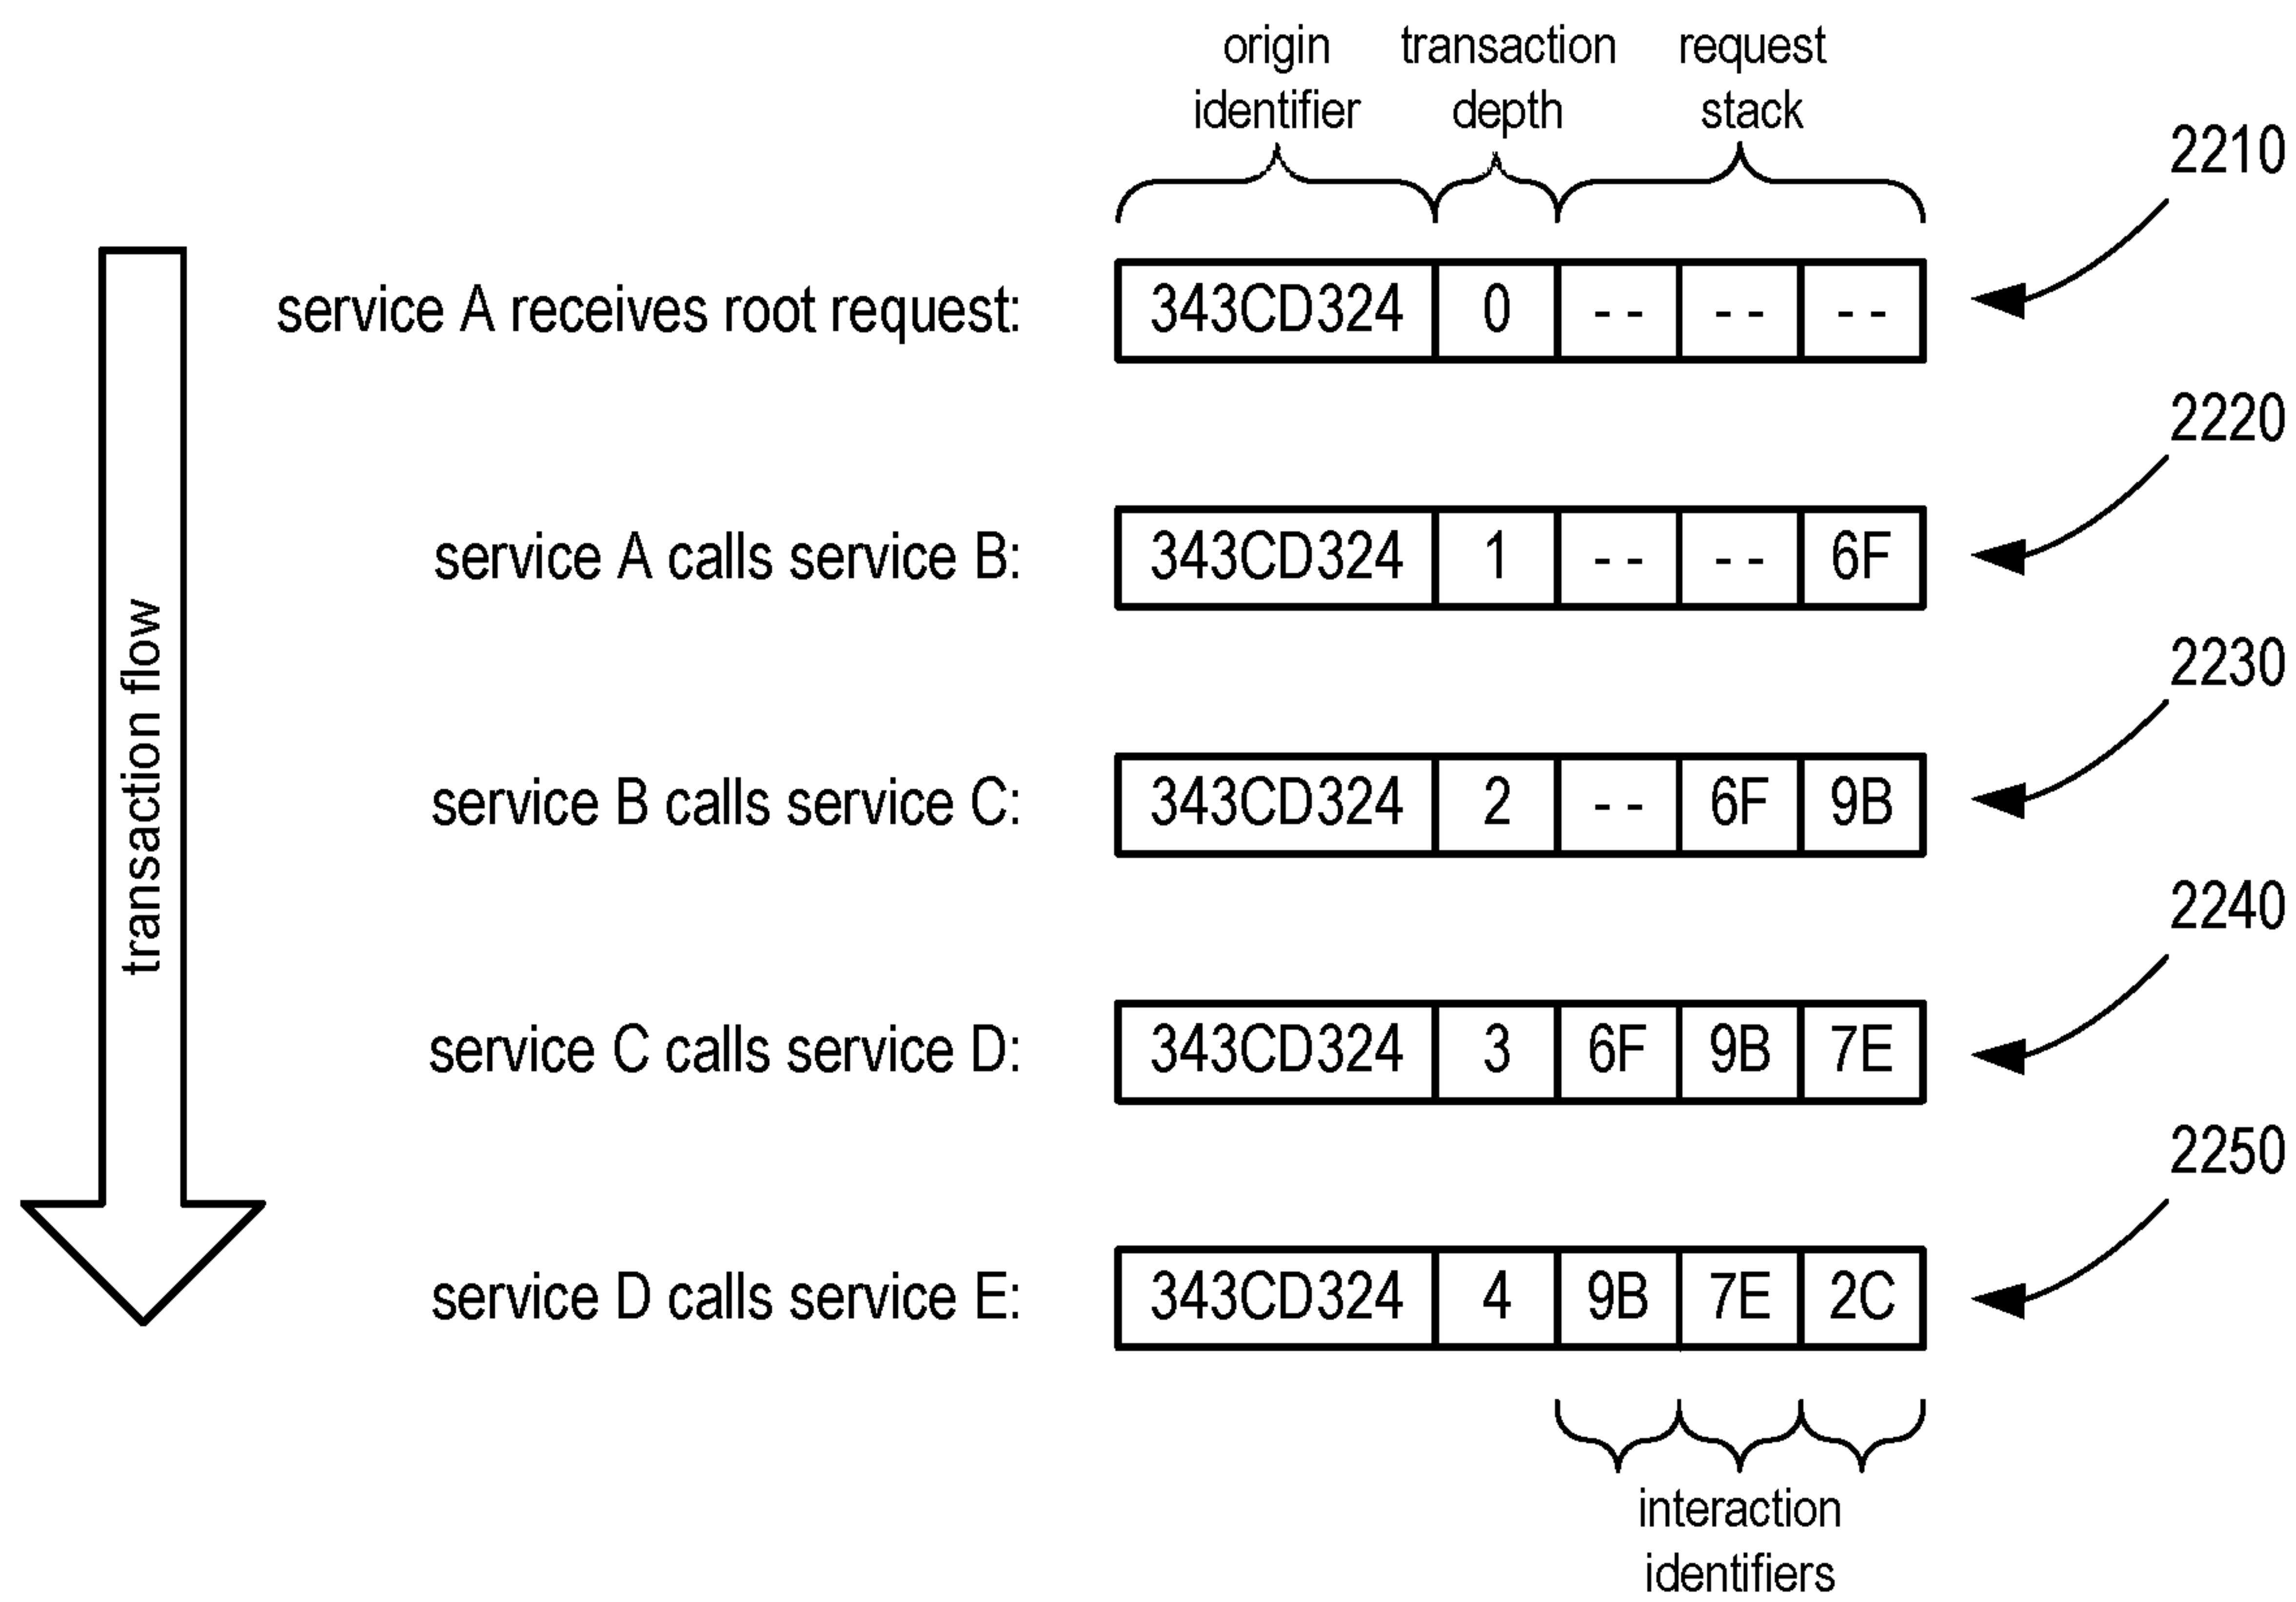 origin transaction request
identifier depth stack
2210
service A receives root request: 343CD324 0 -- -- --
2220
service A calls service B: 343CD324 1 -- -- 6F
2230
service B calls service C: 343CD324 2 -- 6F 9B
2240
service C calls service D: 343CD324 3 6F 9B 7E
2250
service D calls service E: 343CD324 4 9B 7E 2C
transaction flow
interaction
identifiers